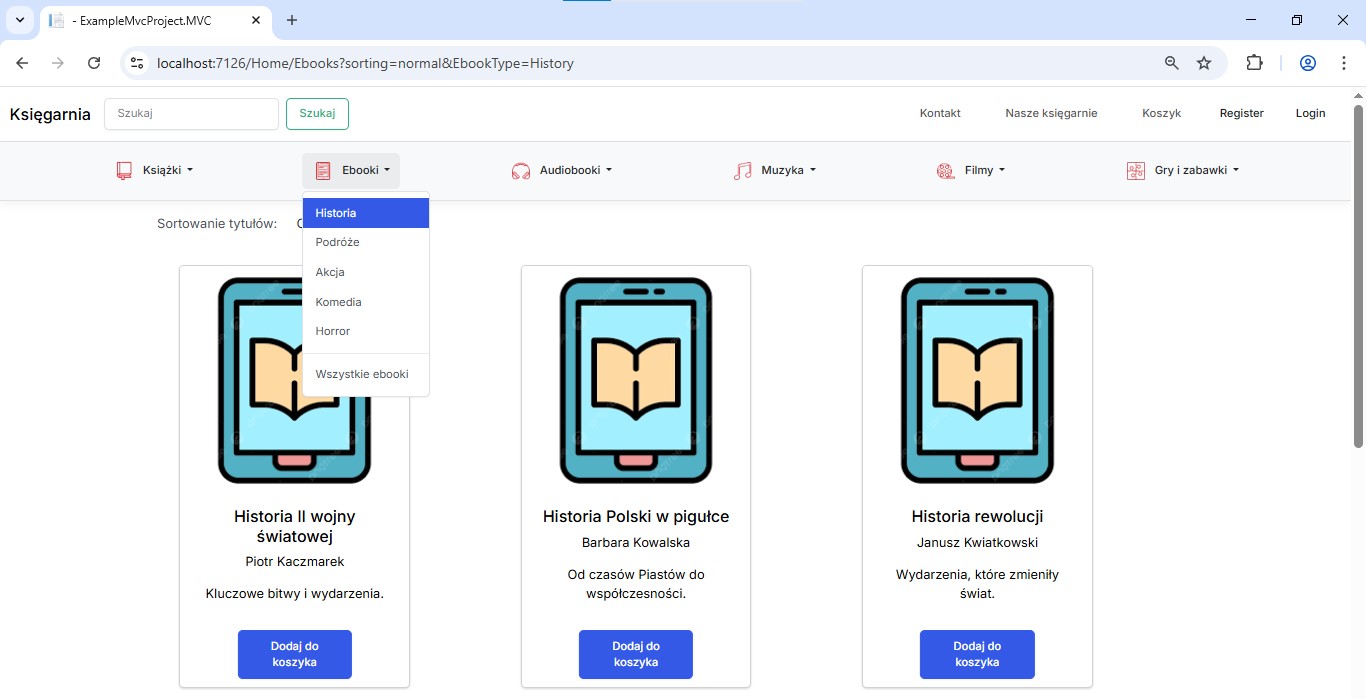 - ExampleMvcProject.MVC
localhost:7126/Home/Ebooks?sorting=normal&EbookType=History
Księgarnia
Szukaj
Szukaj
Kontakt
Nasze księgarnie
Koszyk
Register
Login
Książki
Ebooki
Audiobooki
Muzyka
Filmy
Gry i zabawki
Historia
Podróże
Akcja
Komedia
Horror
Wszystkie ebooki
Sortowanie tytułów:
Historia II wojny
światowej
Piotr Kaczmarek
Kluczowe bitwy i wydarzenia.
Dodaj do
koszyka
Historia Polski w pigułce
Barbara Kowalska
Od czasów Piastów do
współczesności.
Dodaj do
koszyka
Historia rewolucji
Janusz Kwiatkowski
Wydarzenia, które zmieniły
świat.
Dodaj do
koszyka